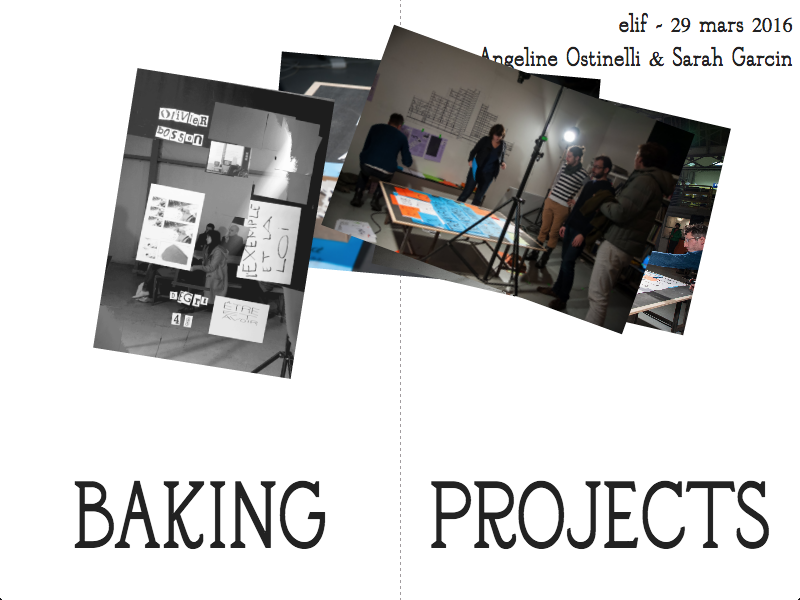 elif - 29 mars 2016
Angeline Ostinelli & Sarah Garcin
OLIVIER
bosson
L'EXEMPLE
ET LA
LOI
ÊTRE
BAKING PROJECTS